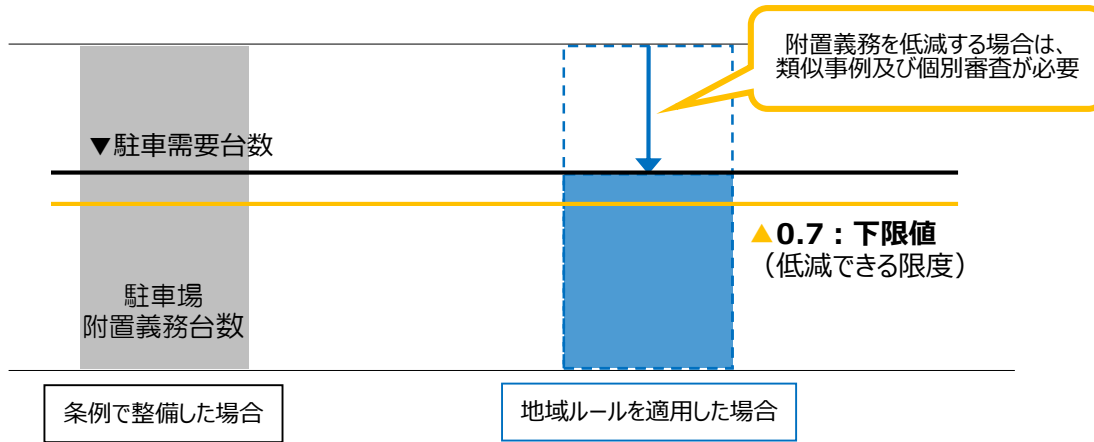 附置義務を低減する場合は、
類似事例及び個別審査が必要
▼駐車需要台数
▲0.7：下限値
（低減できる限度）
駐車場
附置義務台数
条例で整備した場合
地域ルールを適用した場合